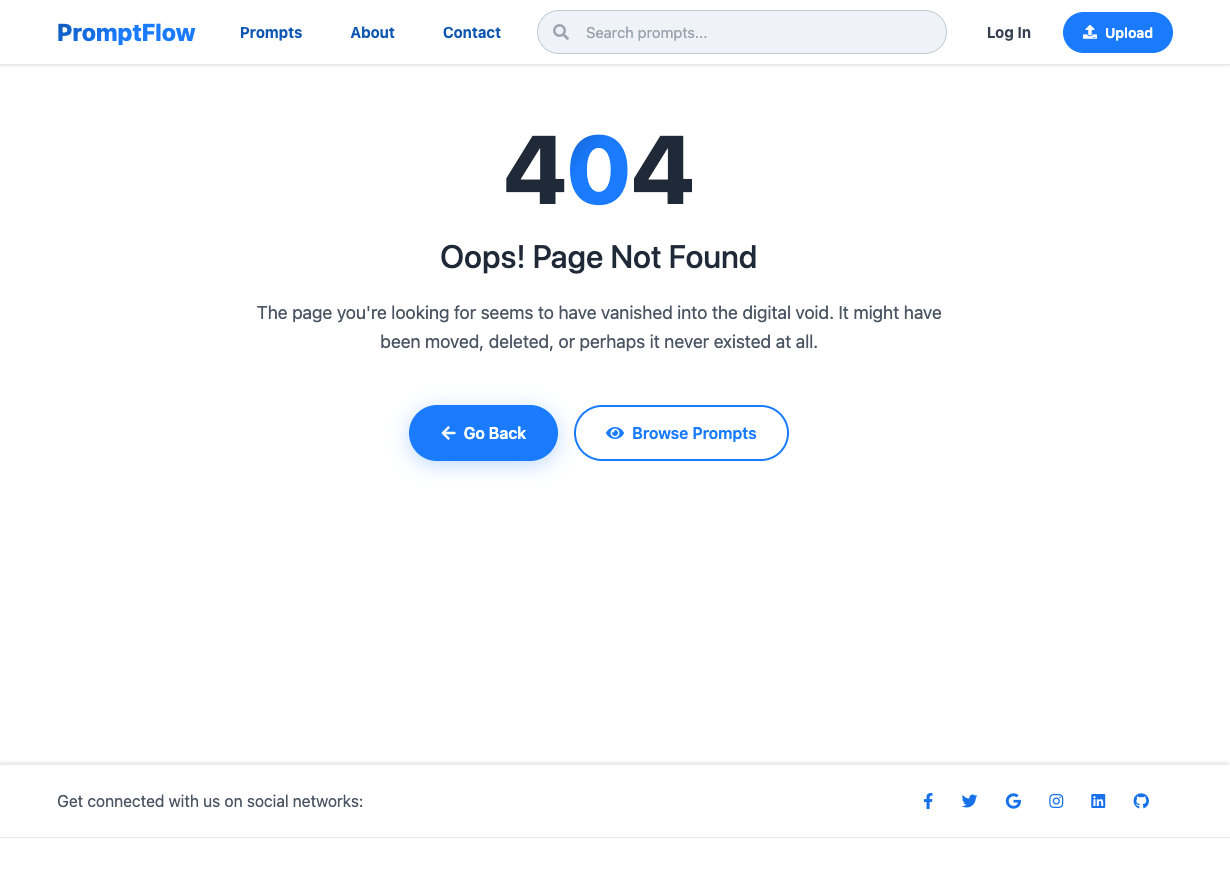 PromptFlow
Prompts
About
Contact
Search prompts...
Log In
Upload
404
Oops! Page Not Found
The page you're looking for seems to have vanished into the digital void. It might have
been moved, deleted, or perhaps it never existed at all.
Go Back
Browse Prompts
Get connected with us on social networks: